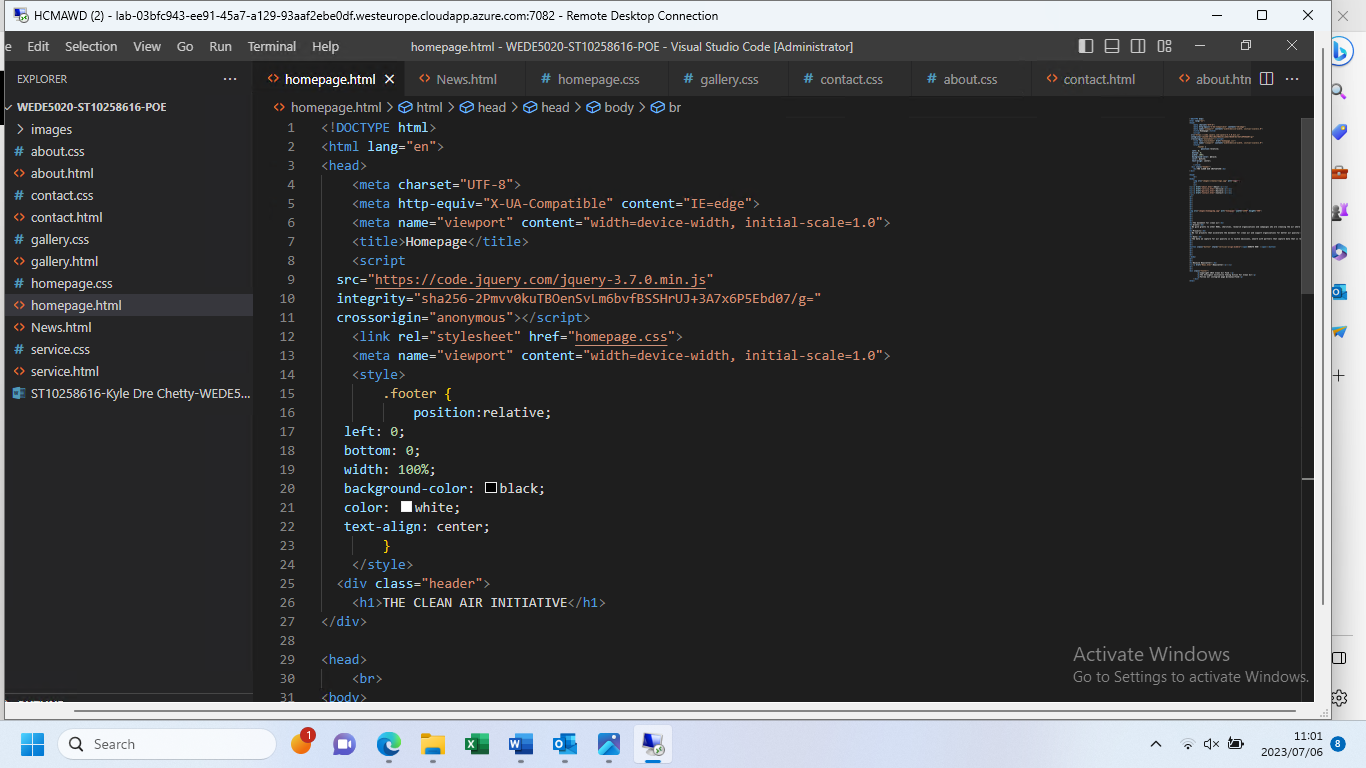 HCMAWD (2) - lab-03bfc943-ee91-45a7-a129-93aaf2ebe0df.westeurope.cloudapp.azure.com:7082 - Remote Desktop Connection
e Edit Selection View Go Run Terminal Help homepage.html - WEDE5020-ST10258616-POE - Visual Studio Code [Administrator]
EXPLORER ... homepage.html News.html # homepage.css # gallery.css # contact.css # about.css contact.html about.htm
WEDE5020-ST10258616-POE
images
# about.css
about.html
# contact.css
contact.html
# gallery.css
gallery.html
# homepage.css
homepage.html
News.html
# service.css
service.html
ST10258616-Kyle Dre Chetty-WEDE5...
homepage.html > html > head > head > body > br
1 <!DOCTYPE html>
2 <html lang="en">
3 <head>
4 <meta charset="UTF-8">
5 <meta http-equiv="X-UA-Compatible" content="IE=edge">
6 <meta name="viewport" content="width=device-width, initial-scale=1.0">
7 <title>Homepage</title>
8 <script
9 src="https://code.jquery.com/jquery-3.7.0.min.js"
10 integrity="sha256-2Pmvv0kuTBOenSvLm6bvfBSSHrUJ+3A7x6P5Ebd07/g="
11 crossorigin="anonymous"></script>
12 <link rel="stylesheet" href="homepage.css">
13 <meta name="viewport" content="width=device-width, initial-scale=1.0">
14 <style>
15 .footer {
16 position:relative;
17 left: 0;
18 bottom: 0;
19 width: 100%;
20 background-color: black;
21 color: white;
22 text-align: center;
23 }
24 </style>
25 <div class="header">
26 <h1>THE CLEAN AIR INITIATIVE</h1>
27 </div>
28
29 <head>
30 <br>
31 <body>
Activate Windows
Go to Settings to activate Windows.
Search
1
11:01
2023/07/06
8